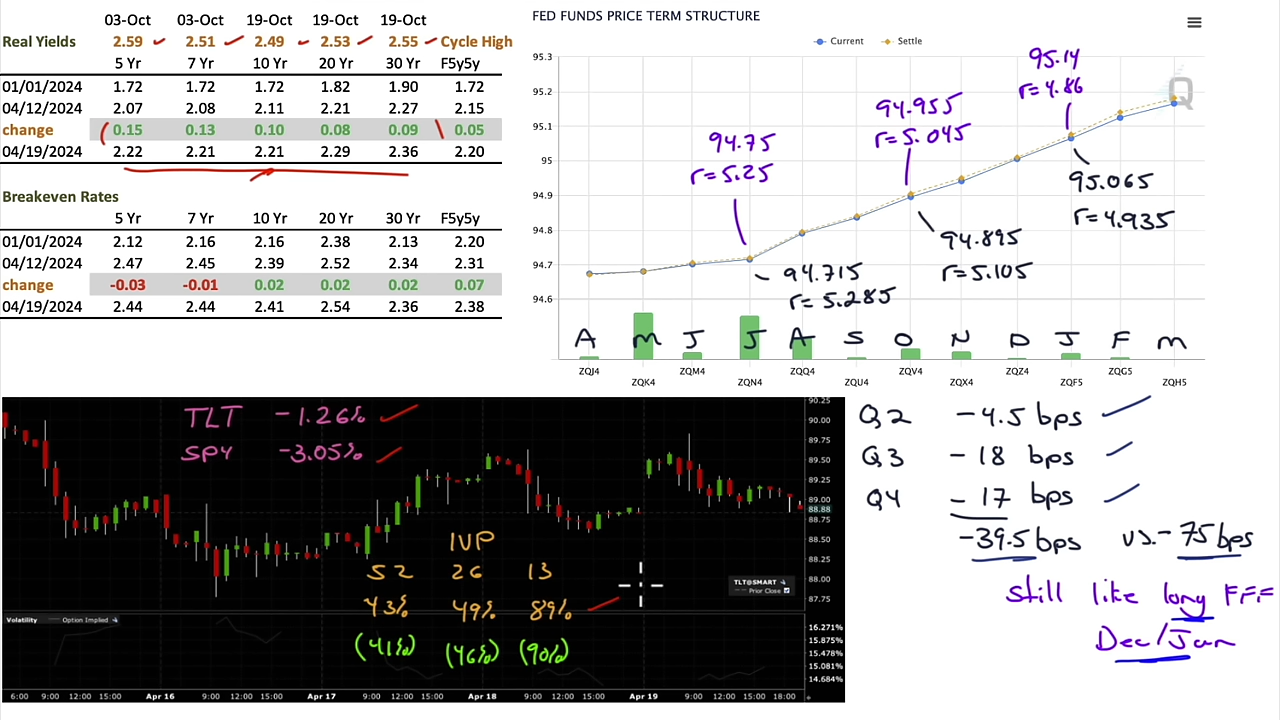 03-Oct 03-Oct 19-Oct 19-Oct 19-Oct
Real Yields 2.59 2.51 2.49 2.53 2.55 Cycle High
5 Yr 7 Yr 10 Yr 20 Yr 30 Yr F5y5y
01/01/2024 1.72 1.72 1.72 1.82 1.90 1.72
04/12/2024 2.07 2.08 2.11 2.21 2.27 2.15
change 0.15 0.13 0.10 0.08 0.09 0.05
04/19/2024 2.22 2.21 2.21 2.29 2.36 2.20
Breakeven Rates
5 Yr 7 Yr 10 Yr 20 Yr 30 Yr F5y5y
01/01/2024 2.12 2.16 2.16 2.38 2.13 2.20
04/12/2024 2.47 2.45 2.39 2.52 2.34 2.31
change -0.03 -0.01 0.02 0.02 0.02 0.07
04/19/2024 2.44 2.44 2.41 2.54 2.36 2.38
FED FUNDS PRICE TERM STRUCTURE
Current Settle
95.3
95.2
95.1
95
94.9
94.8
94.7
94.6
Q
94.75
r=5.25
94.955
r=5.045
95.14
r=4.86
94.715
r=5.285
94.895
r=5.105
95.065
r=4.935
A M J J A S O N D J F M
ZQJ4 ZQK4 ZQM4 ZQN4 ZQQ4 ZQU4 ZQV4 ZQX4 ZQZ4 ZQF5 ZQG5 ZQH5
TLT -1.26%
SPY -3.05%
IVP
52 26 13
43% 49% 89%
(41%) (46%) (90%)
90.25
90.00
89.75
89.50
89.25
89.00
88.88
88.75
88.50
88.25
88.00
87.75
TLT@SMART
Prior Close
Volatility Option Implied
16.271%
15.875%
15.478%
15.081%
14.684%
6:00 9:00 12:00 15:00 Apr 16 9:00 12:00 15:00 Apr 17 9:00 12:00 15:00 Apr 18 9:00 12:00 15:00 Apr 19 9:00 12:00 15:00 18:00
Q2 -4.5 bps
Q3 -18 bps
Q4 -17 bps
-39.5 bps vs. -75 bps
still like long FFF
Dec/Jan